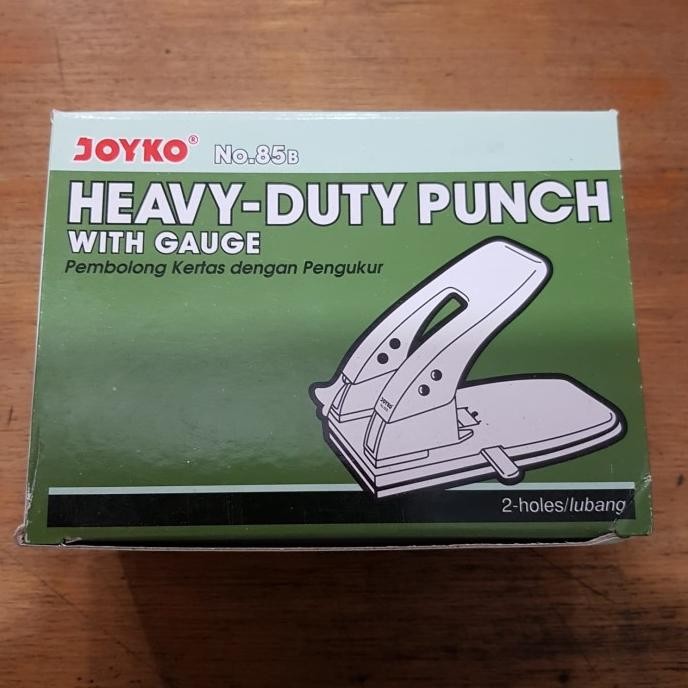 JOYKO® No.85B
HEAVY-DUTY PUNCH
WITH GAUGE
Pembolong Kertas dengan Pengukur
JOYKO
2-holes/lubang